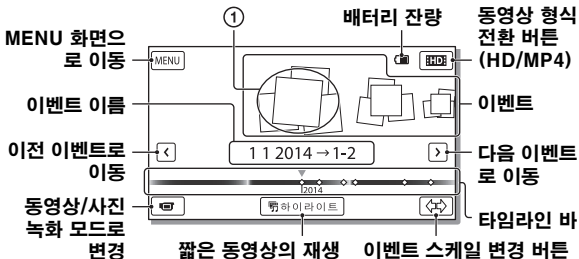 ①
배터리 잔량
동영상 형식
전환 버튼
(HD/MP4)
MENU 화면으
로 이동
MENU
HD
이벤트 이름
이벤트
이전 이벤트로
이동
1 1 2014→1-2
다음 이벤트
로 이동
2014
타임라인 바
동영상/사진
녹화 모드로
변경
하이라이트
짧은 동영상의 재생
이벤트 스케일 변경 버튼